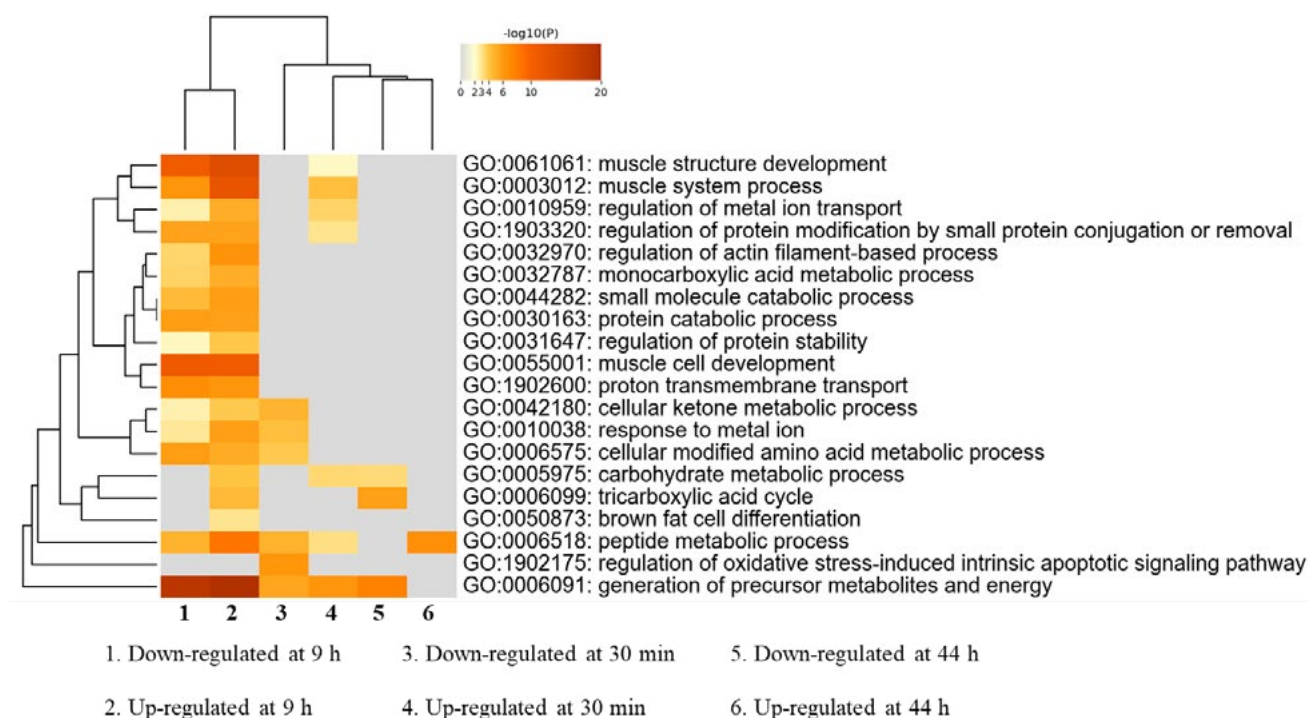 -log10(P)
0 2 3 4 6 10 20
GO:0061061: muscle structure development
GO:0003012: muscle system process
GO:0010959: regulation of metal ion transport
GO:1903320: regulation of protein modification by small protein conjugation or removal
GO:0032970: regulation of actin filament-based process
GO:0032787: monocarboxylic acid metabolic process
GO:0044282: small molecule catabolic process
GO:0030163: protein catabolic process
GO:0031647: regulation of protein stability
GO:0055001: muscle cell development
GO:1902600: proton transmembrane transport
GO:0042180: cellular ketone metabolic process
GO:0010038: response to metal ion
GO:0006575: cellular modified amino acid metabolic process
GO:0005975: carbohydrate metabolic process
GO:0006099: tricarboxylic acid cycle
GO:0050873: brown fat cell differentiation
GO:0006518: peptide metabolic process
GO:1902175: regulation of oxidative stress-induced intrinsic apoptotic signaling pathway
GO:0006091: generation of precursor metabolites and energy
1 2 3 4 5 6
1. Down-regulated at 9 h 3. Down-regulated at 30 min 5. Down-regulated at 44 h
2. Up-regulated at 9 h 4. Up-regulated at 30 min 6. Up-regulated at 44 h